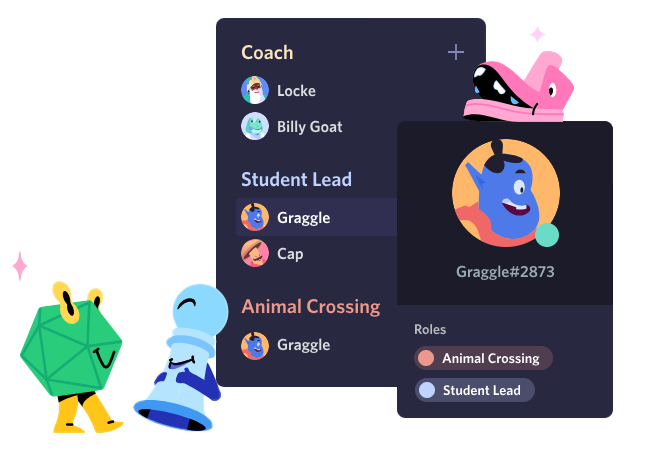 Coach
Locke
Billy Goat
Student Lead
Graggle
Cap
Animal Crossing
Graggle
Graggle#2873
Roles
Animal Crossing
Student Lead